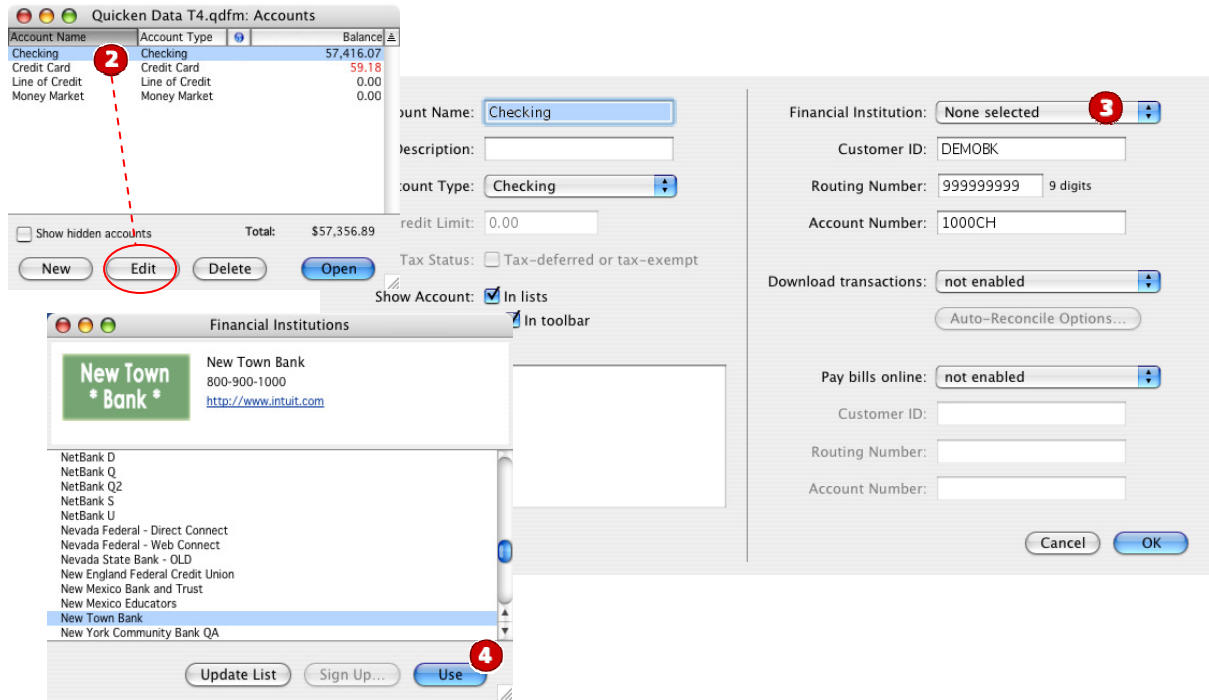 Quicken Data T4.qdfm: Accounts
Account Name Account Type Balance
Checking Checking 57,416.07
2
Credit Card Credit Card 59.18
Line of Credit Line of Credit 0.00
Money Market Money Market 0.00
Show hidden accounts Total: $57,356.89
New Edit Delete Open
ount Name: Checking
Description:
count Type: Checking
redit Limit: 0.00
Tax Status: Tax-deferred or tax-exempt
Show Account: In lists
In toolbar
Financial Institution: None selected
3
Customer ID: DEMOBK
Routing Number: 999999999 9 digits
Account Number: 1000CH
Download transactions: not enabled
Auto-Reconcile Options...
Pay bills online: not enabled
Customer ID:
Routing Number:
Account Number:
Cancel OK
Financial Institutions
New Town
* Bank *
New Town Bank
800-900-1000
http://www.intuit.com
NetBank D
NetBank Q
NetBank Q2
NetBank S
NetBank U
Nevada Federal - Direct Connect
Nevada Federal - Web Connect
Nevada State Bank - OLD
New England Federal Credit Union
New Mexico Bank and Trust
New Mexico Educators
New Town Bank
New York Community Bank QA
4
Update List Sign Up... Use